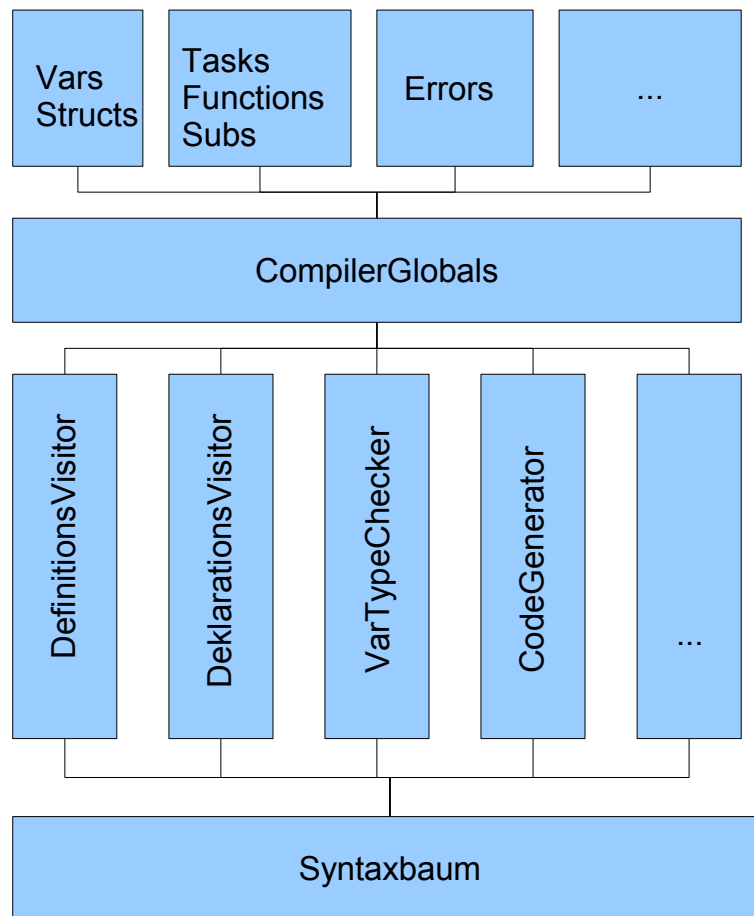 Vars
Structs
Tasks
Functions
Subs
Errors
...
CompilerGlobals
DefinitionsVisitor
DeklarationsVisitor
VarTypeChecker
CodeGenerator
...
Syntaxbaum